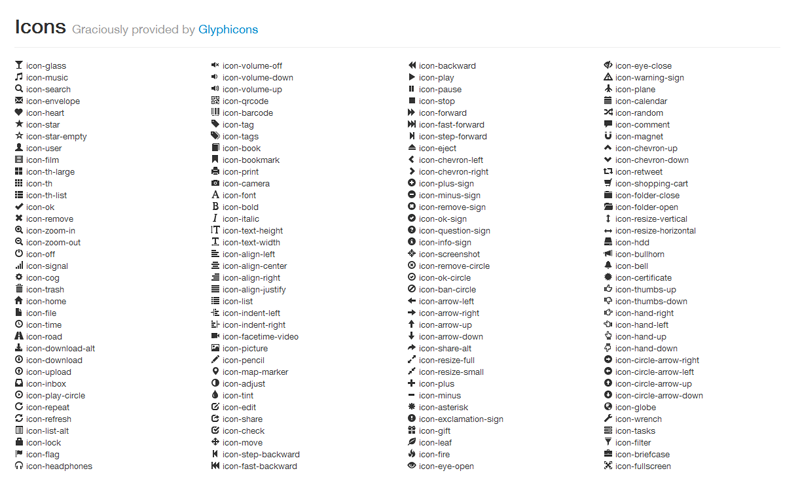 Icons Graciously provided by Glyphicons
icon-glass
icon-music
icon-search
icon-envelope
icon-heart
icon-star
icon-star-empty
icon-user
icon-film
icon-th-large
icon-th
icon-th-list
icon-ok
icon-remove
icon-zoom-in
icon-zoom-out
icon-off
icon-signal
icon-cog
icon-trash
icon-home
icon-file
icon-time
icon-road
icon-download-alt
icon-download
icon-upload
icon-inbox
icon-play-circle
icon-repeat
icon-refresh
icon-list-alt
icon-lock
icon-flag
icon-headphones
icon-volume-off
icon-volume-down
icon-volume-up
icon-qrcode
icon-barcode
icon-tag
icon-tags
icon-book
icon-bookmark
icon-print
icon-camera
icon-font
icon-bold
icon-italic
icon-text-height
icon-text-width
icon-align-left
icon-align-center
icon-align-right
icon-align-justify
icon-list
icon-indent-left
icon-indent-right
icon-facetime-video
icon-picture
icon-pencil
icon-map-marker
icon-adjust
icon-tint
icon-edit
icon-share
icon-check
icon-move
icon-step-backward
icon-fast-backward
icon-backward
icon-play
icon-pause
icon-stop
icon-forward
icon-fast-forward
icon-step-forward
icon-eject
icon-chevron-left
icon-chevron-right
icon-plus-sign
icon-minus-sign
icon-remove-sign
icon-ok-sign
icon-question-sign
icon-info-sign
icon-screenshot
icon-remove-circle
icon-ok-circle
icon-ban-circle
icon-arrow-left
icon-arrow-right
icon-arrow-up
icon-arrow-down
icon-share-alt
icon-resize-full
icon-resize-small
icon-plus
icon-minus
icon-asterisk
icon-exclamation-sign
icon-gift
icon-leaf
icon-fire
icon-eye-open
icon-eye-close
icon-warning-sign
icon-plane
icon-calendar
icon-random
icon-comment
icon-magnet
icon-chevron-up
icon-chevron-down
icon-retweet
icon-shopping-cart
icon-folder-close
icon-folder-open
icon-resize-vertical
icon-resize-horizontal
icon-hdd
icon-bullhorn
icon-bell
icon-certificate
icon-thumbs-up
icon-thumbs-down
icon-hand-right
icon-hand-left
icon-hand-up
icon-hand-down
icon-circle-arrow-right
icon-circle-arrow-left
icon-circle-arrow-up
icon-circle-arrow-down
icon-globe
icon-wrench
icon-tasks
icon-filter
icon-briefcase
icon-fullscreen